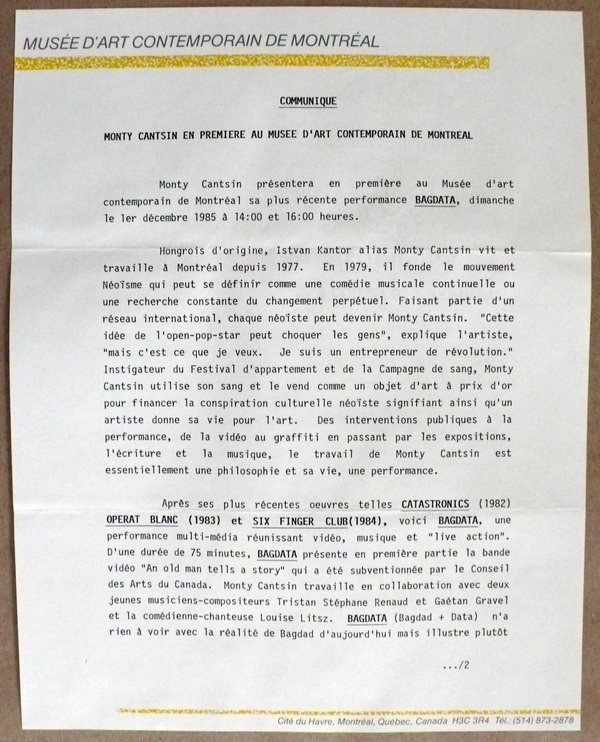 MUSÉE D'ART CONTEMPORAIN DE MONTRÉAL
COMMUNIQUE
MONTY CANTSIN EN PREMIERE AU MUSEE D'ART CONTEMPORAIN DE MONTREAL
Monty Cantsin présentera en première au Musée d'art
contemporain de Montréal sa plus récente performance BAGDATA, dimanche
le 1er décembre 1985 à 14:00 et 16:00 heures.
Hongrois d'origine, Istvan Kantor alias Monty Cantsin vit et
travaille à Montréal depuis 1977. En 1979, il fonde le mouvement
Néoïsme qui peut se définir comme une comédie musicale continuelle ou
une recherche constante du changement perpétuel. Faisant partie d'un
réseau international, chaque néoïste peut devenir Monty Cantsin. "Cette
idée de l'open-pop-star peut choquer les gens", explique l'artiste,
"mais c'est ce que je veux. Je suis un entrepreneur de révolution."
Instigateur du Festival d'appartement et de la Campagne de sang, Monty
Cantsin utilise son sang et le vend comme un objet d'art à prix d'or
pour financer la conspiration culturelle néoïste signifiant ainsi qu'un
artiste donne sa vie pour l'art. Des interventions publiques à la
performance, de la vidéo au graffiti en passant par les expositions,
l'écriture et la musique, le travail de Monty Cantsin est
essentiellement une philosophie et sa vie, une performance.
Après ses plus récentes oeuvres telles CATASTRONICS (1982)
OPERAT BLANC (1983) et SIX FINGER CLUB(1984), voici BAGDATA, une
performance multi-média réunissant vidéo, musique et "live action".
D'une durée de 75 minutes, BAGDATA présente en première partie la bande
vidéo "An old man tells a story" qui a été subventionnée par le Conseil
des Arts du Canada. Monty Cantsin travaille en collaboration avec deux
jeunes musiciens-compositeurs Tristan Stéphane Renaud et Gaétan Gravel
et la comédienne-chanteuse Louise Litsz. BAGDATA (Bagdad + Data) n'a
rien à voir avec la réalité de Bagdad d'aujourd'hui mais illustre plutôt
.../2
Cité du Havre, Montréal, Québec, Canada H3C 3R4 Tél.: (514) 873-2878